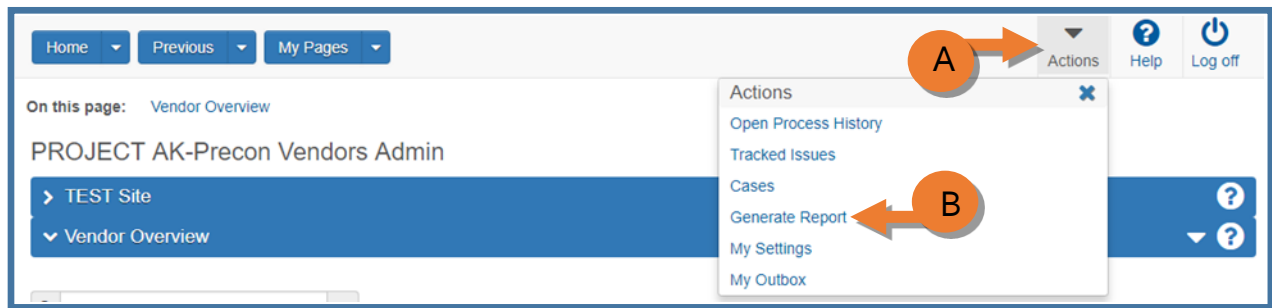 Home Previous My Pages
A
Actions Help Log off
On this page: Vendor Overview
PROJECT AK-Precon Vendors Admin
TEST Site
Vendor Overview
Actions
Open Process History
Tracked Issues
Cases
Generate Report
B
My Settings
My Outbox